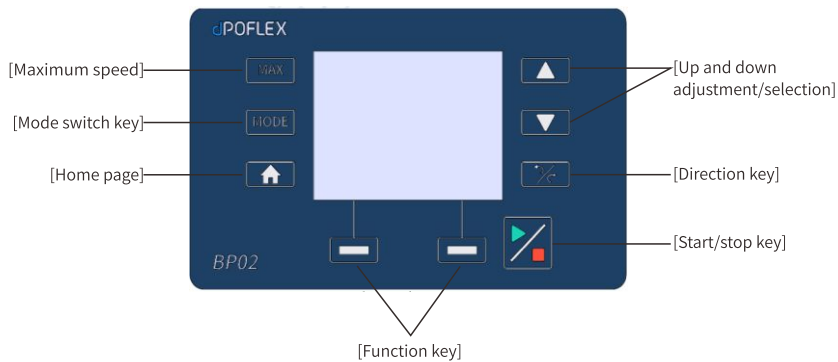 dPOFLEX
[Maximum speed]
MAX
[Up and down
adjustment/selection]
[Mode switch key]
MODE
[Home page]
[Direction key]
[Start/stop key]
BP02
[Function key]